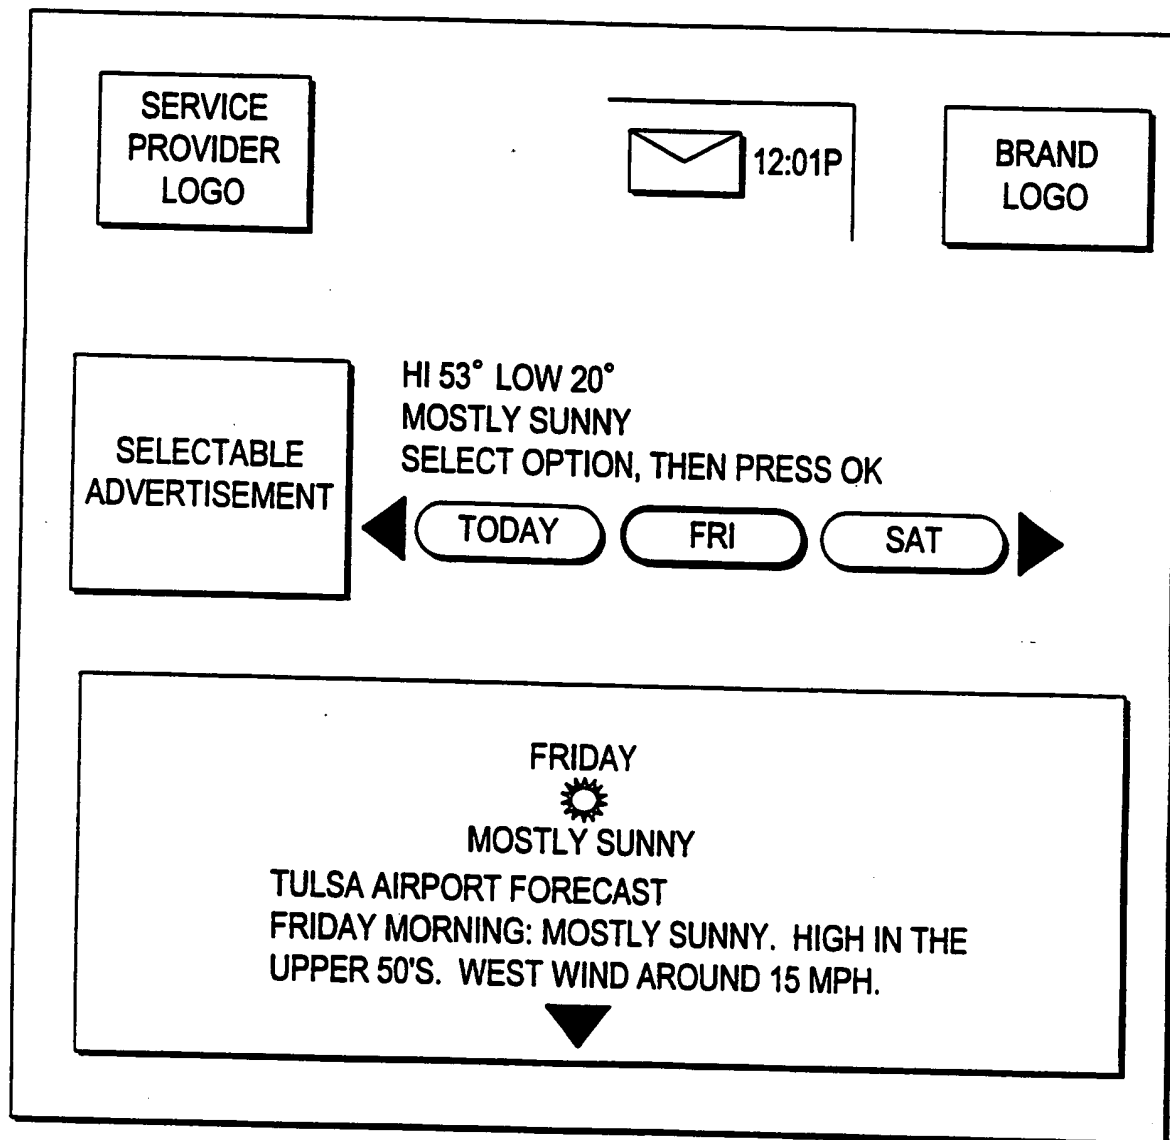 SERVICE
PROVIDER
LOGO
12:01P
BRAND
LOGO
SELECTABLE
ADVERTISEMENT
HI 53° LOW 20°
MOSTLY SUNNY
SELECT OPTION, THEN PRESS OK
TODAY FRI SAT
FRIDAY
MOSTLY SUNNY
TULSA AIRPORT FORECAST
FRIDAY MORNING: MOSTLY SUNNY. HIGH IN THE
UPPER 50'S. WEST WIND AROUND 15 MPH.